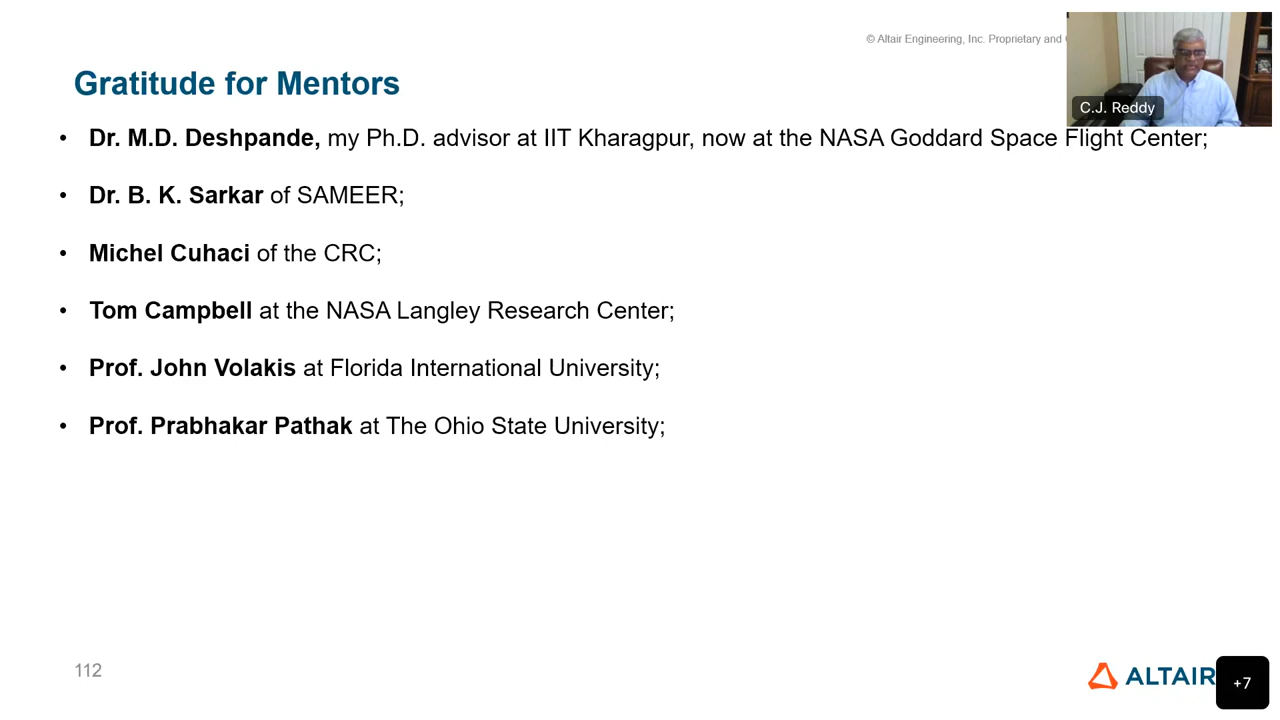 © Altair Engineering, Inc. Proprietary and
C.J. Reddy
Gratitude for Mentors
• Dr. M.D. Deshpande, my Ph.D. advisor at IIT Kharagpur, now at the NASA Goddard Space Flight Center;
• Dr. B. K. Sarkar of SAMEER;
• Michel Cuhaci of the CRC;
• Tom Campbell at the NASA Langley Research Center;
• Prof. John Volakis at Florida International University;
• Prof. Prabhakar Pathak at The Ohio State University;
112
ALTAIR
+7